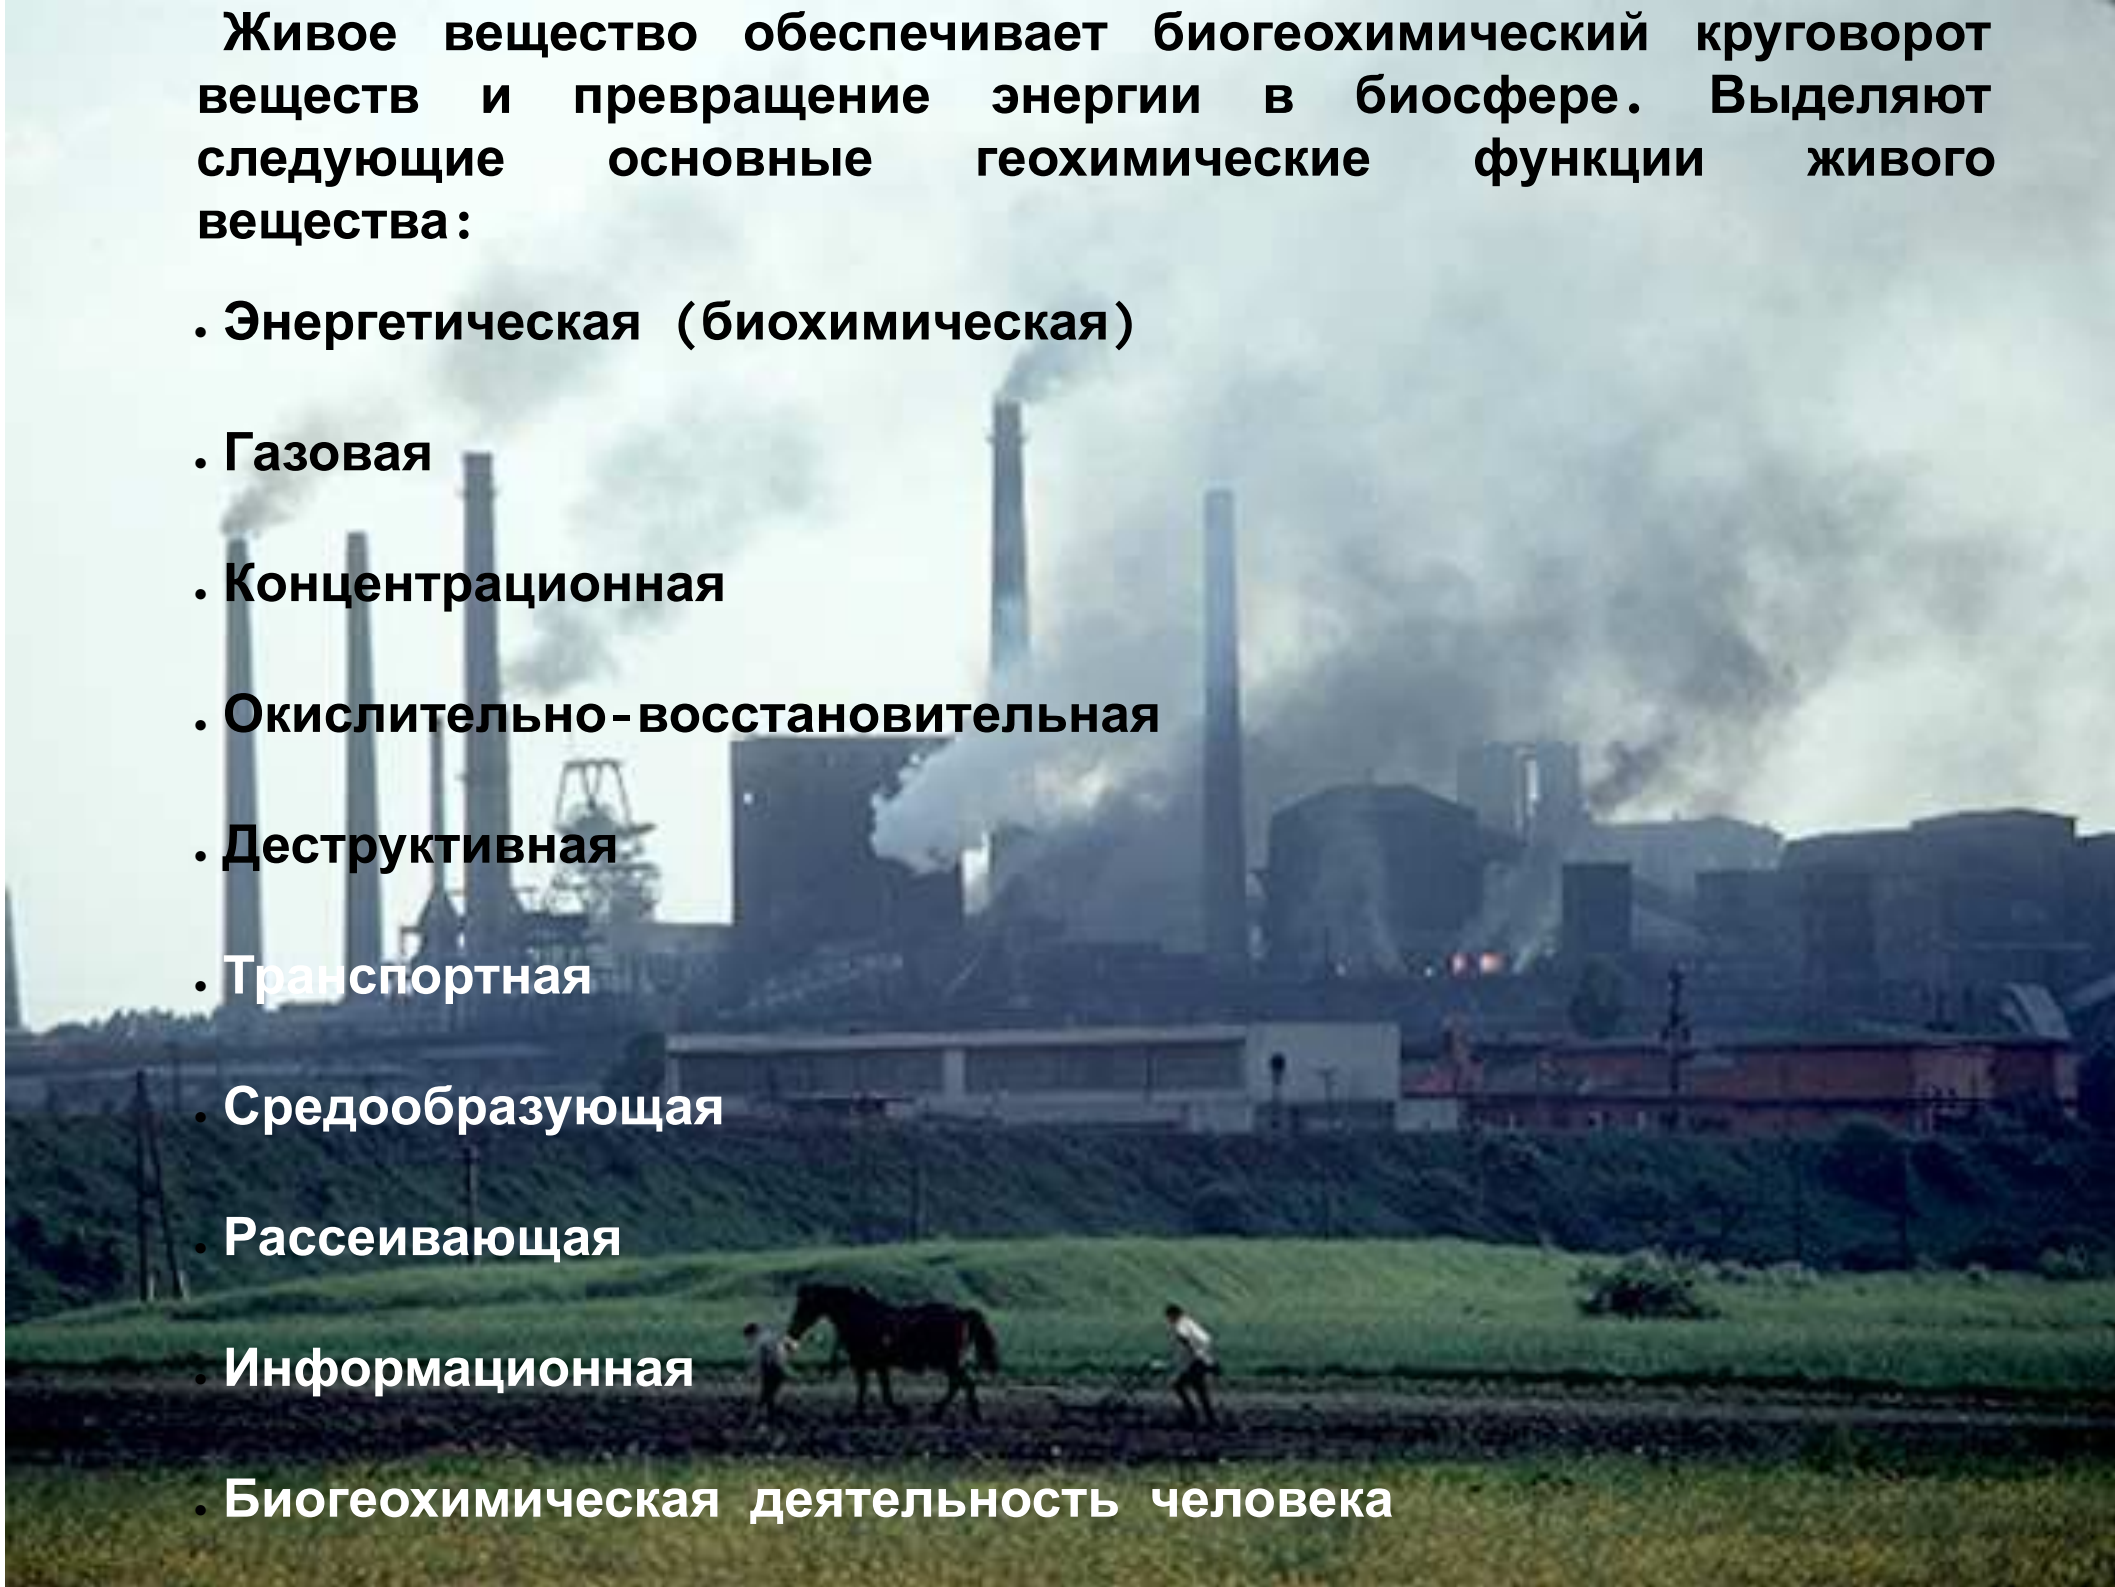 Живое вещество обеспечивает биогеохимический круговорот
веществ и превращение энергии в биосфере. Выделяют
следующие основные геохимические функции живого
вещества:
• Энергетическая (биохимическая)
• Газовая
• Концентрационная
• Окислительно-восстановительная
• Деструктивная
• Транспортная
• Средообразующая
• Рассеивающая
• Информационная
• Биогеохимическая деятельность человека